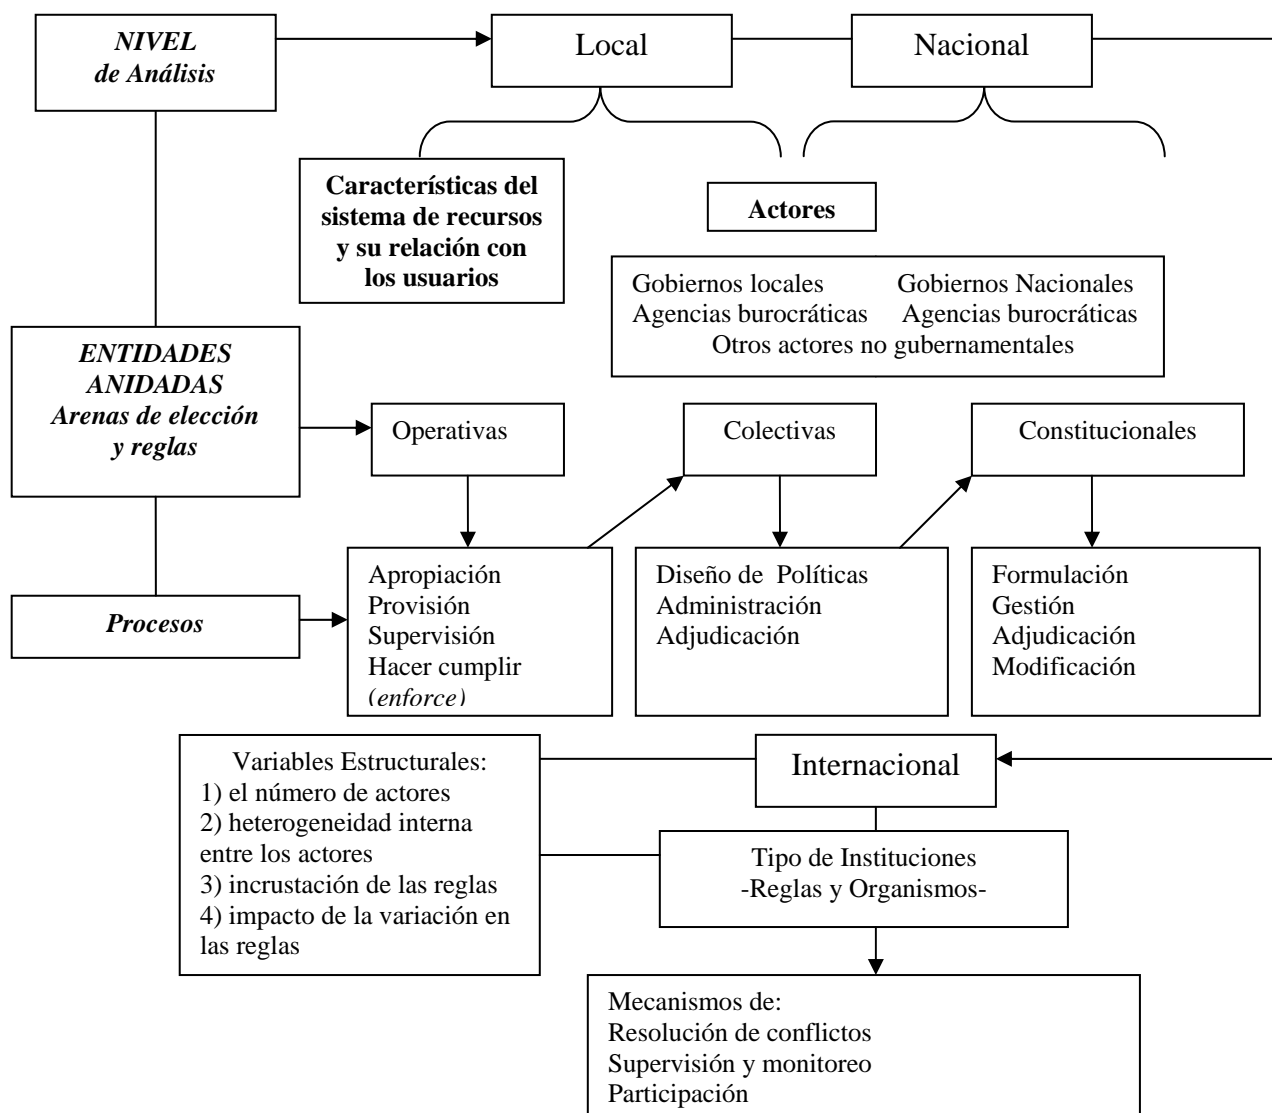 NIVEL
de Análisis
Local
Nacional
Características del
sistema de recursos
y su relación con
los usuarios
Actores
Gobiernos locales Gobiernos Nacionales
Agencias burocráticas Agencias burocráticas
Otros actores no gubernamentales
ENTIDADES
ANIDADAS
Arenas de elección
y reglas
Operativas
Colectivas
Constitucionales
Procesos
Apropiación
Provisión
Supervisión
Hacer cumplir
(enforce)
Diseño de Políticas
Administración
Adjudicación
Formulación
Gestión
Adjudicación
Modificación
Variables Estructurales:
1) el número de actores
2) heterogeneidad interna
entre los actores
3) incrustación de las reglas
4) impacto de la variación en
las reglas
Internacional
Tipo de Instituciones
-Reglas y Organismos-
Mecanismos de:
Resolución de conflictos
Supervisión y monitoreo
Participación